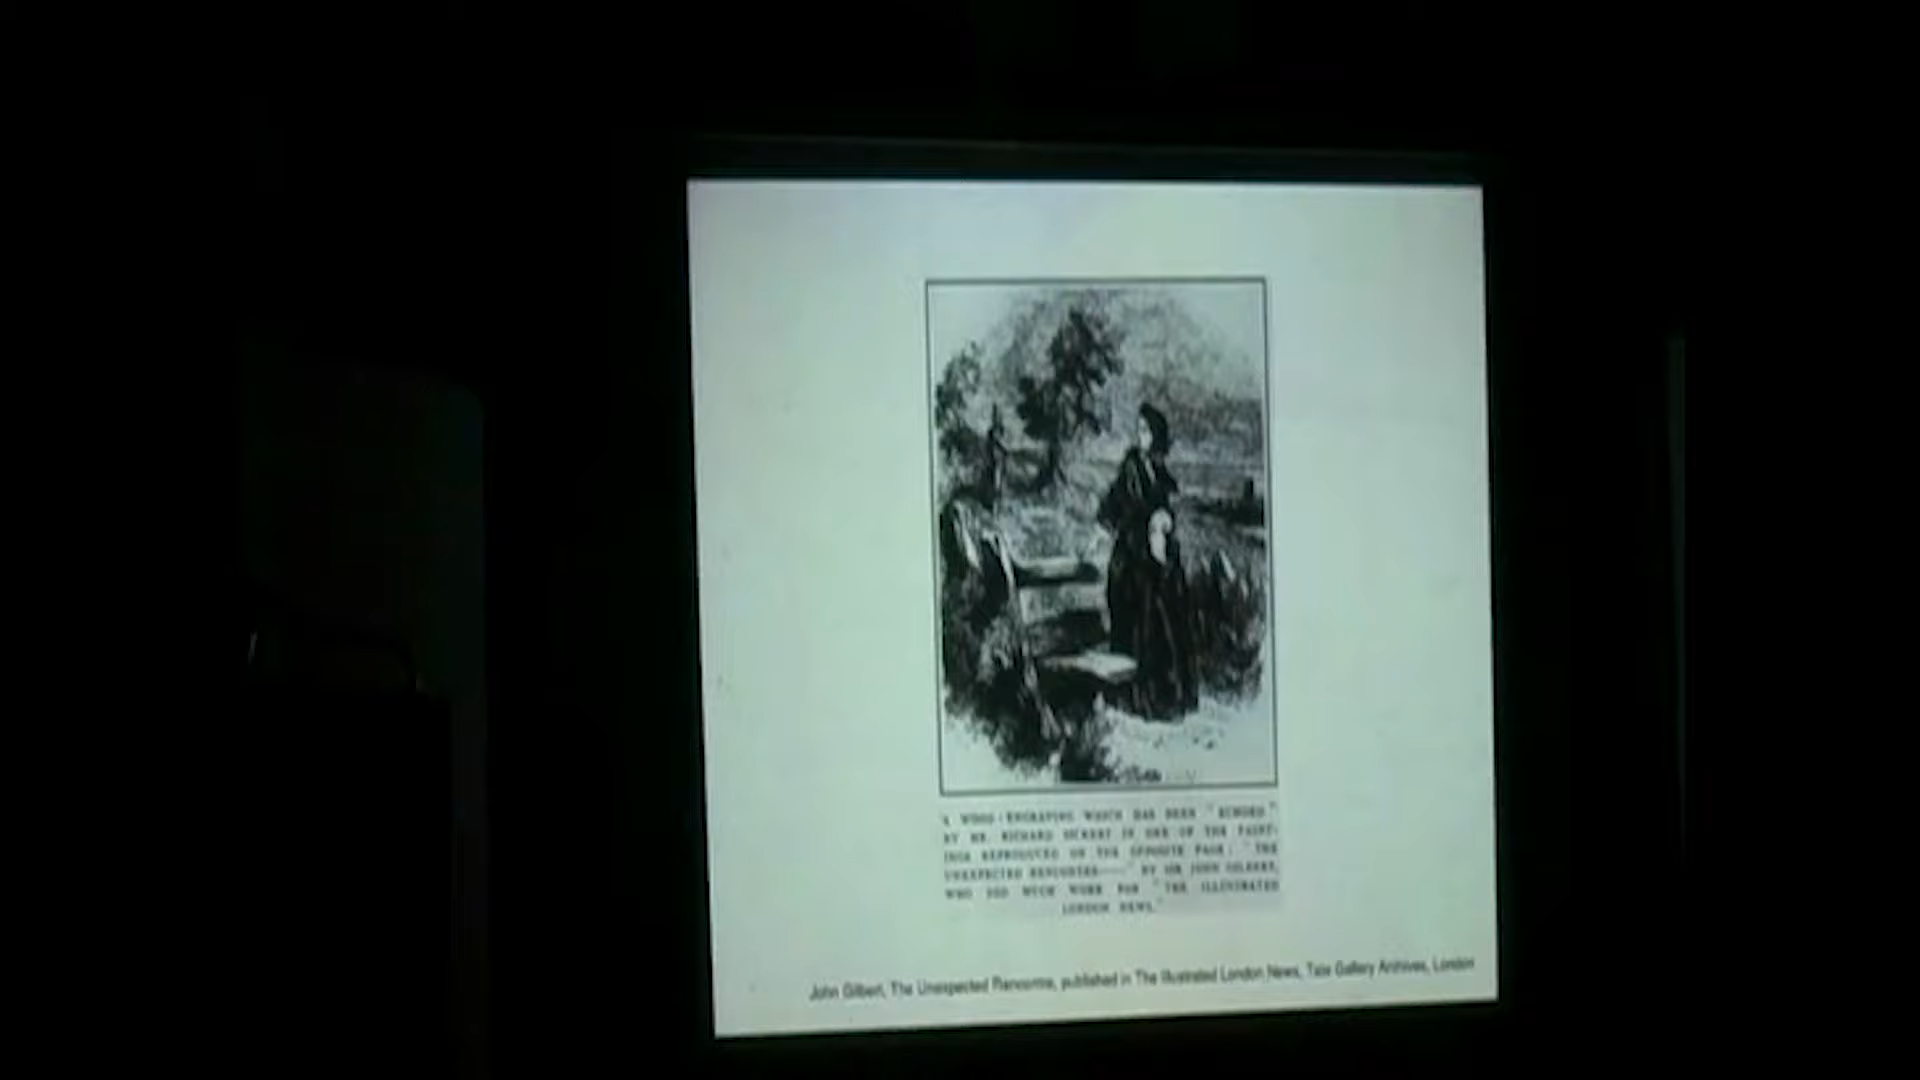 A WOOD-ENGRAVING WHICH HAS BEEN "ECHOED"
BY MR. RICHARD SICKERT IN ONE OF THE PAINT-
INGS REPRODUCED ON THE OPPOSITE PAGE: "THE
UNEXPECTED RENCONTRE——" BY SIR JOHN GILBERT,
WHO DID MUCH WORK FOR "THE ILLUSTRATED
LONDON NEWS."
John Gilbert, The Unexpected Rencontre, published in The Illustrated London News, Tate Gallery Archives, London